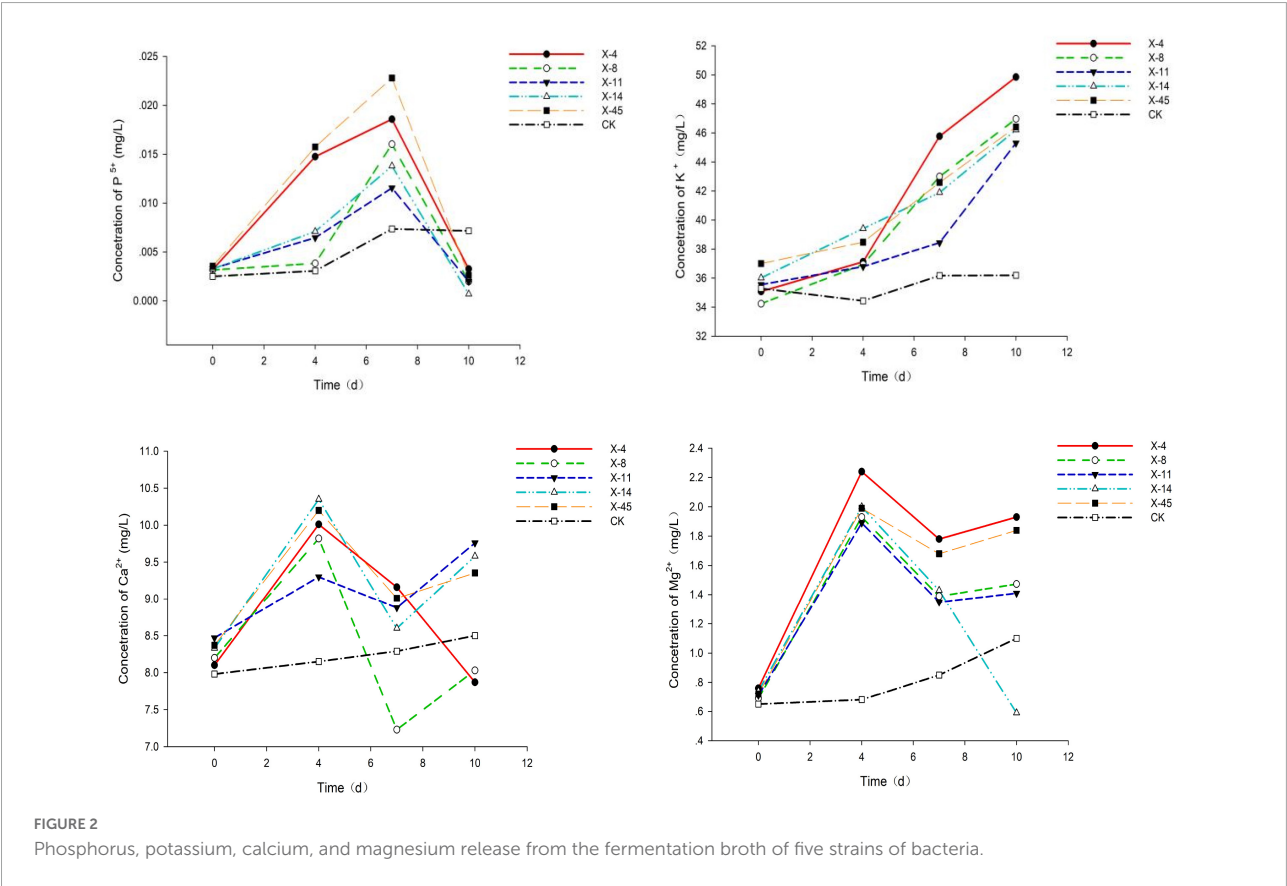 .025
.020
.015
.010
.005
0.000
Concetration of P 5+ (mg/L)
0 2 4 6 8 10 12
Time (d)
X-4
X-8
X-11
X-14
X-45
CK
52
50
48
46
44
42
40
38
36
34
32
Concetration of K + (mg/L)
0 2 4 6 8 10 12
Time (d)
X-4
X-8
X-11
X-14
X-45
CK
11.0
10.5
10.0
9.5
9.0
8.5
8.0
7.5
7.0
Concetration of Ca2+ (mg/L)
0 2 4 6 8 10 12
Time (d)
X-4
X-8
X-11
X-14
X-45
CK
2.4
2.2
2.0
1.8
1.6
1.4
1.2
1.0
.8
.6
.4
Concetration of Mg2+ (mg/L)
0 2 4 6 8 10 12
Time (d)
X-4
X-8
X-11
X-14
X-45
CK
FIGURE 2
Phosphorus, potassium, calcium, and magnesium release from the fermentation broth of five strains of bacteria.